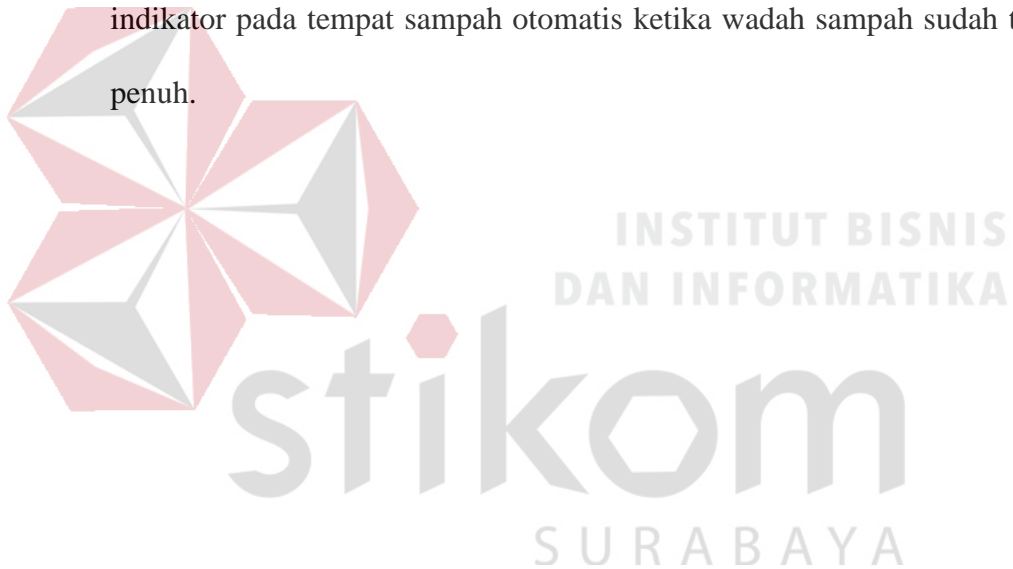 indikator pada tempat sampah otomatis ketika wadah sampah sudah
penuh.
INSTITUT BISNIS
DAN INFORMATIKA
stikom
SURABAYA